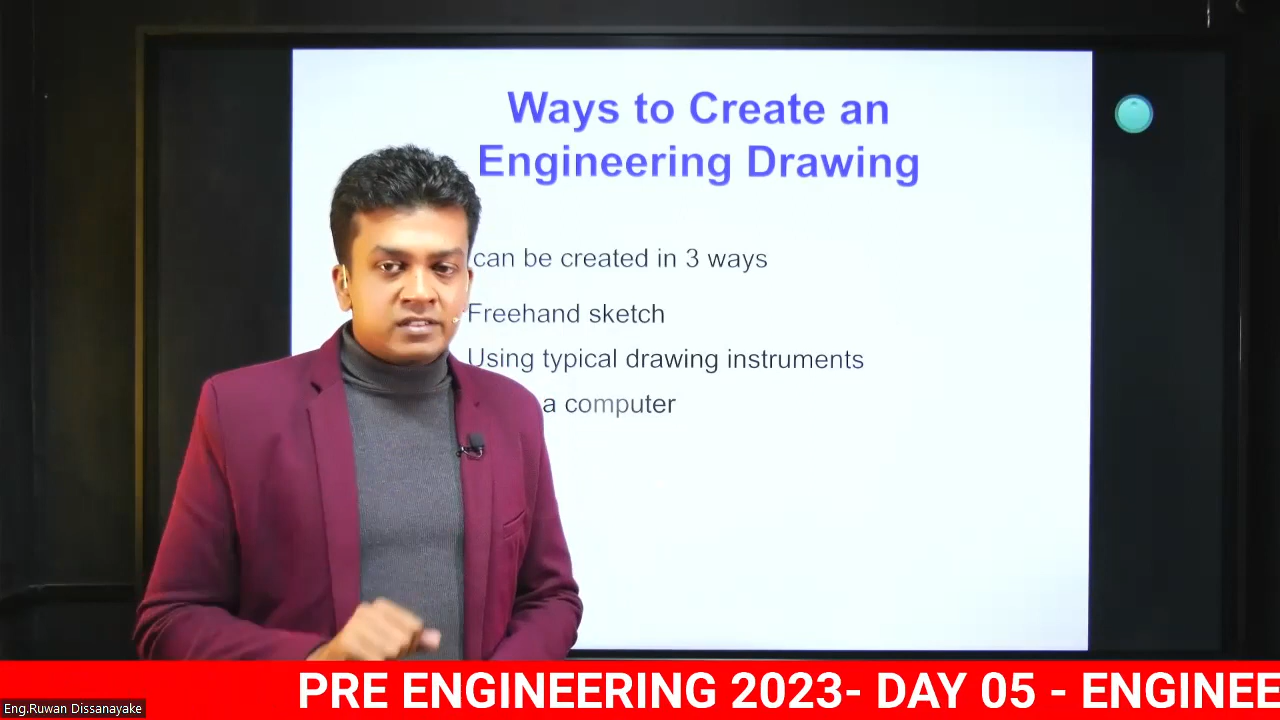 Ways to Create an
Engineering Drawing
can be created in 3 ways
Freehand sketch
Using typical drawing instruments
a computer
PRE ENGINEERING 2023- DAY 05 - ENGINEE
Eng.Ruwan Dissanayake